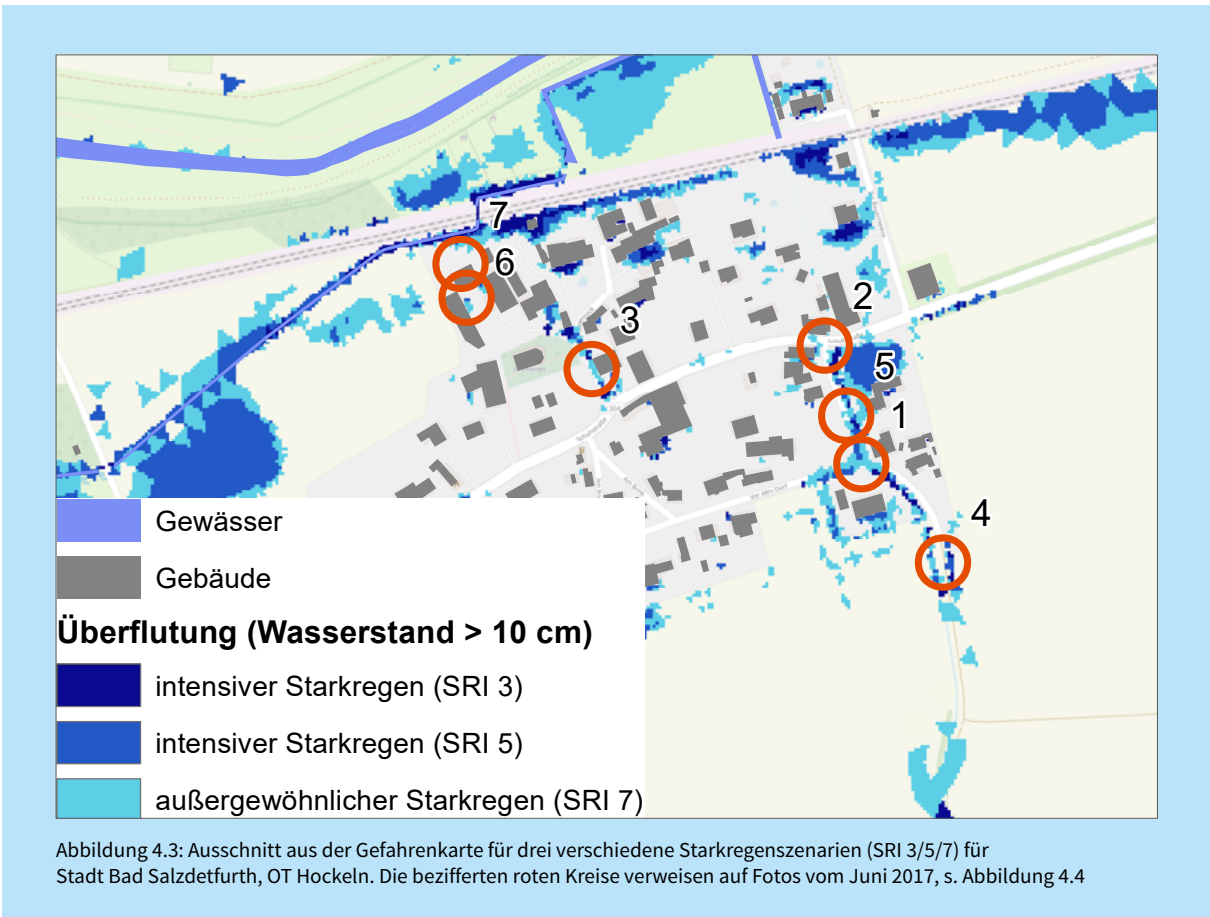 7
6
2
3
5
1
4
Gewässer
Gebäude
Überflutung (Wasserstand > 10 cm)
intensiver Starkregen (SRI 3)
intensiver Starkregen (SRI 5)
außergewöhnlicher Starkregen (SRI 7)
Abbildung 4.3: Ausschnitt aus der Gefahrenkarte für drei verschiedene Starkregenszenarien (SRI 3/5/7) für
Stadt Bad Salzdetfurth, OT Hockeln. Die bezifferten roten Kreise verweisen auf Fotos vom Juni 2017, s. Abbildung 4.4